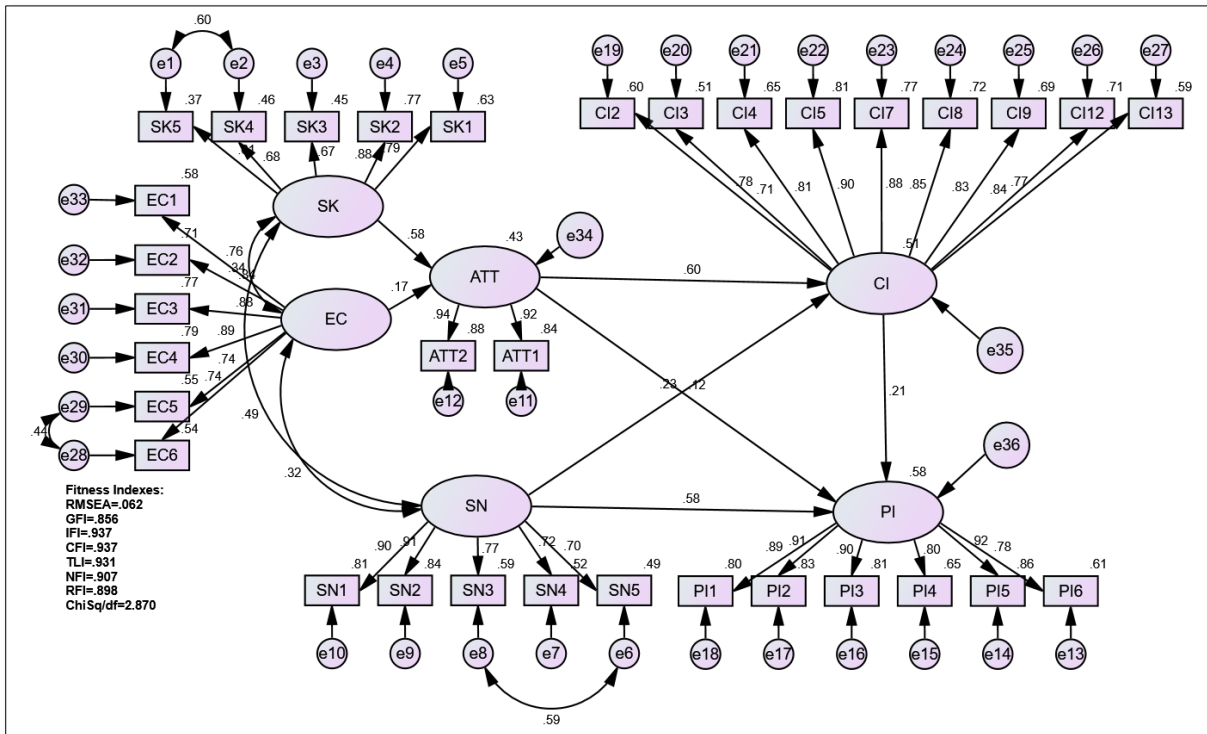 .60
e1 e2 e3 e4 e5
.37 .46 .45 .77 .63
SK5 SK4 SK3 SK2 SK1
.68 .67 .88 .79
SK
e19 e20 e21 e22 e23 e24 e25 e26 e27
.60 .51 .65 .81 .77 .72 .69 .71 .59
CI2 CI3 CI4 CI5 CI7 CI8 CI9 CI12 CI13
.78 .71 .81 .90 .88 .85 .83 .84 .77
.51
CI
e35
e33 EC1 .58
e32 EC2 .71
e31 EC3 .77
e30 EC4 .79
e29 EC5 .55
e28 EC6 .54
.44
.76 .34 .88 .89 .74 .74
EC
.58
.17
.43
e34
ATT
.94 .92
.88 .84
ATT2 ATT1
e12 e11
.60
.23 .12
.21
.49
.32
e36
.58
PI
.58
SN
.90 .91 .77 .72 .70
.81 .84 .59 .52 .49
SN1 SN2 SN3 SN4 SN5
e10 e9 e8 e7 e6
.59
.89 .91 .90 .80 .92 .78
.80 .83 .81 .65 .86 .61
PI1 PI2 PI3 PI4 PI5 PI6
e18 e17 e16 e15 e14 e13
Fitness Indexes:
RMSEA=.062
GFI=.856
IFI=.937
CFI=.937
TLI=.931
NFI=.907
RFI=.898
ChiSq/df=2.870